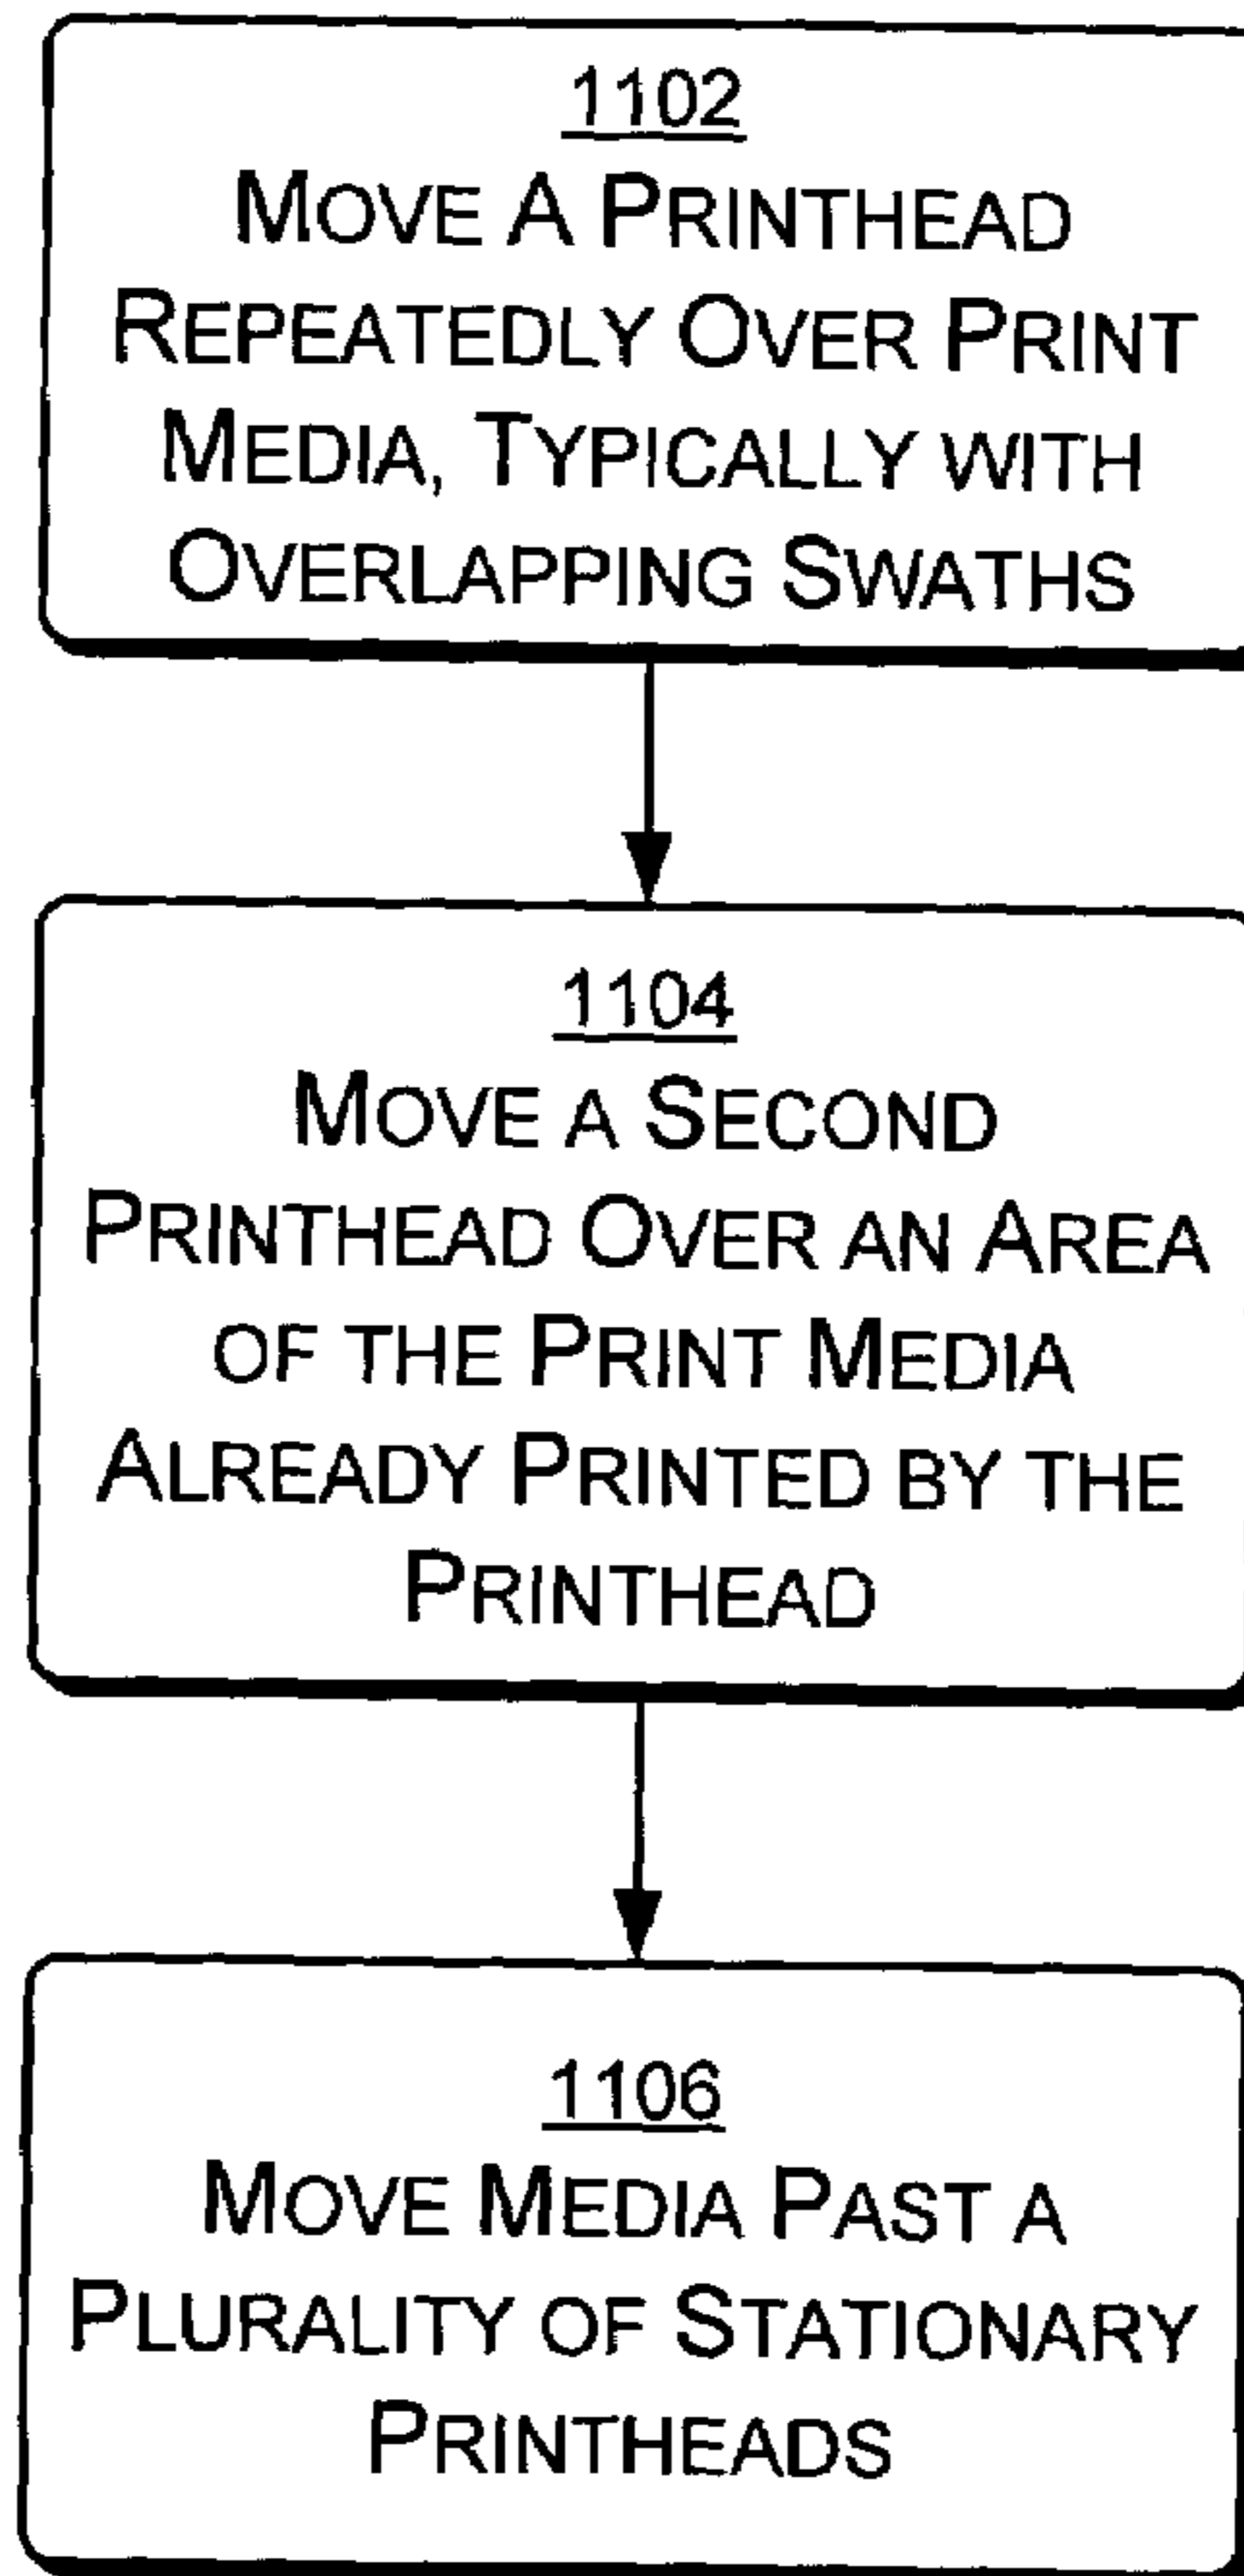 1102
MOVE A PRINTHEAD
REPEATEDLY OVER PRINT
MEDIA, TYPICALLY WITH
OVERLAPPING SWATHS
1104
MOVE A SECOND
PRINTHEAD OVER AN AREA
OF THE PRINT MEDIA
ALREADY PRINTED BY THE
PRINTHEAD
1106
MOVE MEDIA PAST A
PLURALITY OF STATIONARY
PRINTHEADS